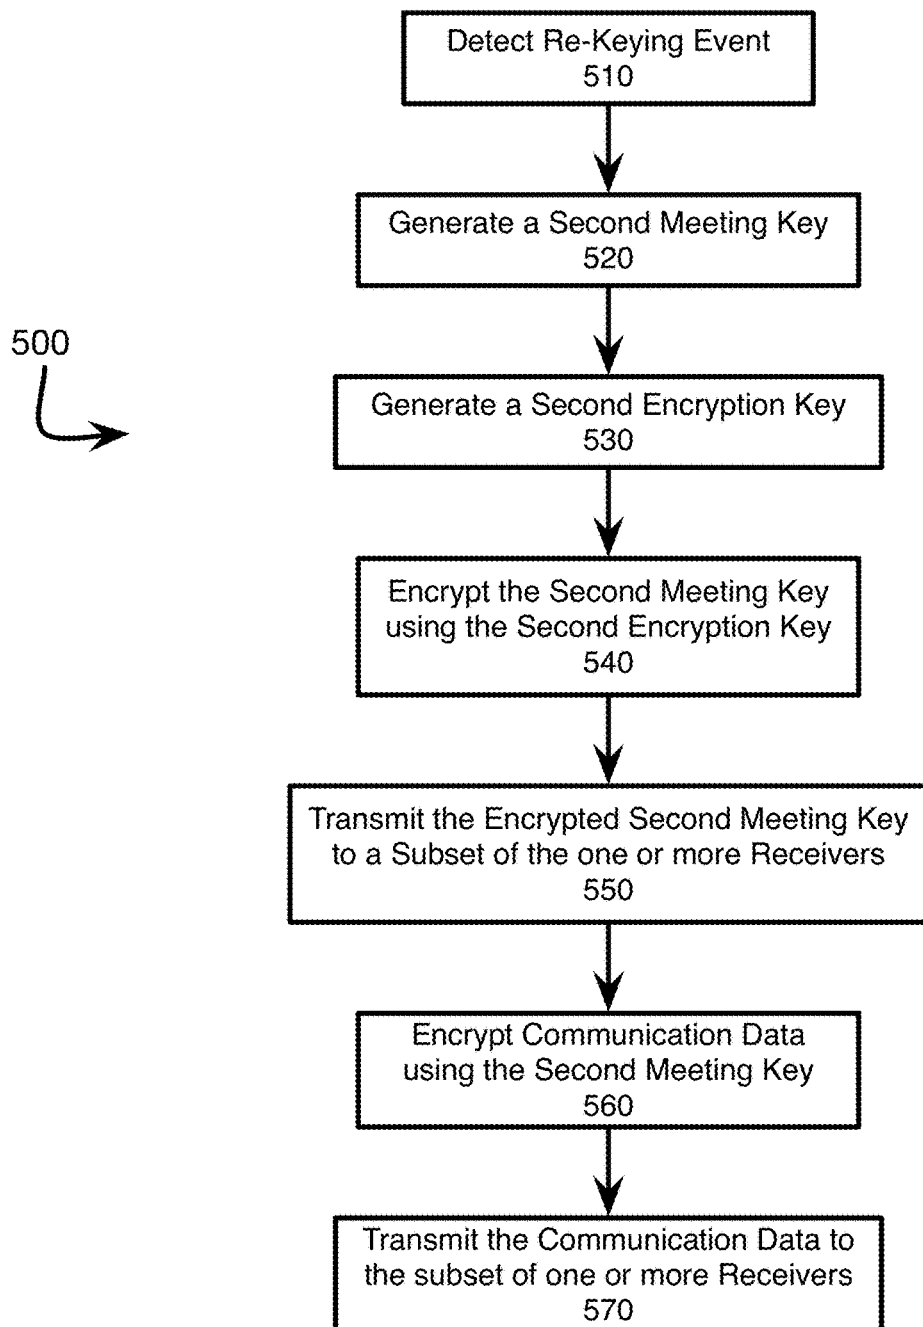 Detect Re-Keying Event
510
Generate a Second Meeting Key
520
500
Generate a Second Encryption Key
530
Encrypt the Second Meeting Key
using the Second Encryption Key
540
Transmit the Encrypted Second Meeting Key
to a Subset of the one or more Receivers
550
Encrypt Communication Data
using the Second Meeting Key
560
Transmit the Communication Data to
the subset of one or more Receivers
570